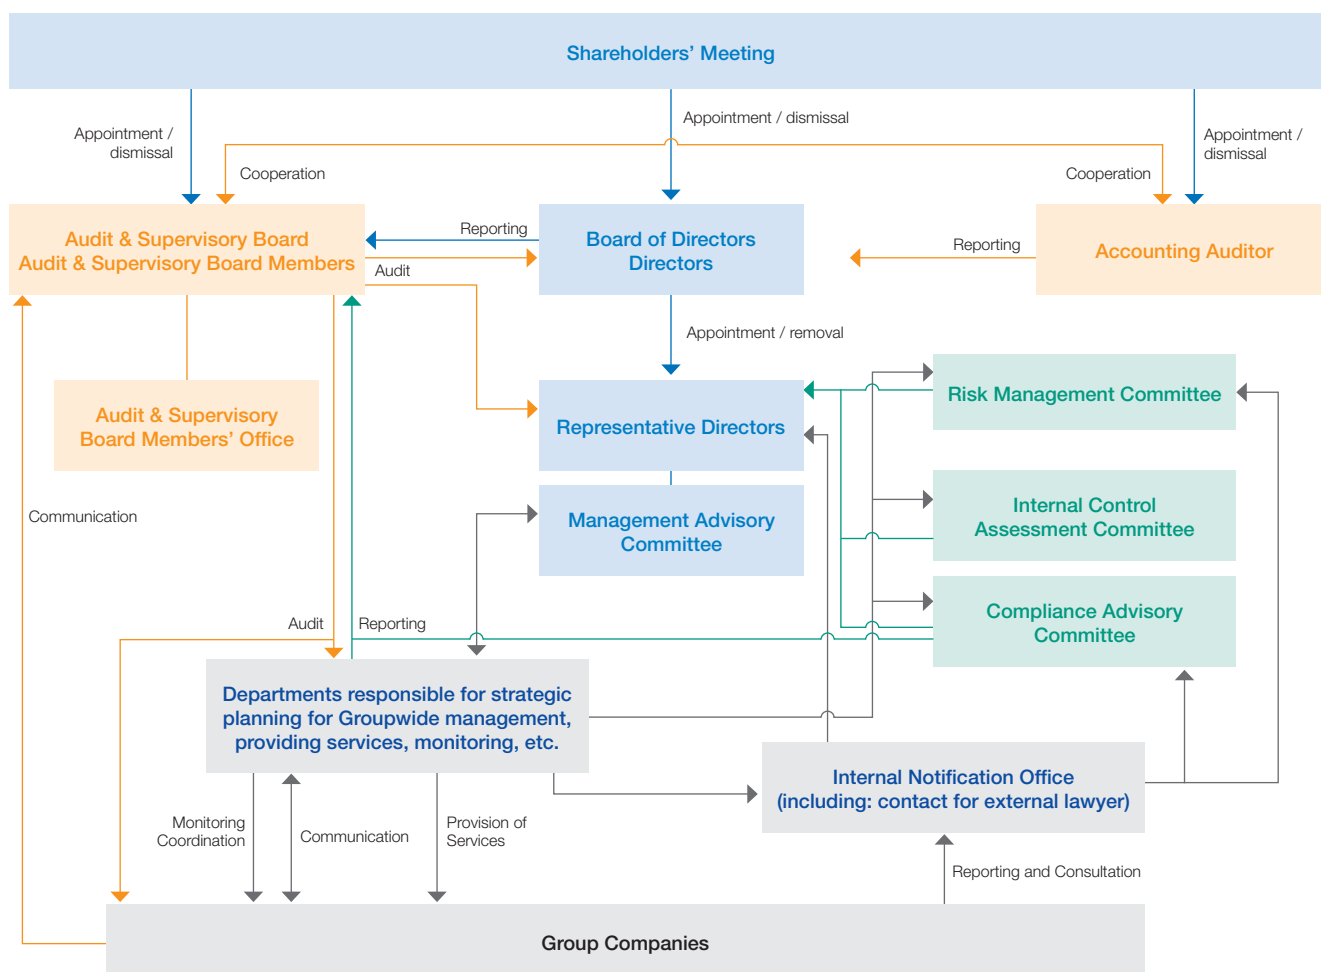 Shareholders’ Meeting
Appointment /
dismissal
Appointment / dismissal
Appointment /
dismissal
Cooperation
Cooperation
Audit & Supervisory Board
Audit & Supervisory Board Members
Reporting
Audit
Board of Directors
Directors
Reporting
Accounting Auditor
Appointment / removal
Audit & Supervisory
Board Members’ Office
Representative Directors
Risk Management Committee
Communication
Management Advisory
Committee
Internal Control
Assessment Committee
Compliance Advisory
Committee
Audit
Reporting
Departments responsible for strategic
planning for Groupwide management,
providing services, monitoring, etc.
Internal Notification Office
(including: contact for external lawyer)
Monitoring
Coordination
Communication
Provision of
Services
Reporting and Consultation
Group Companies